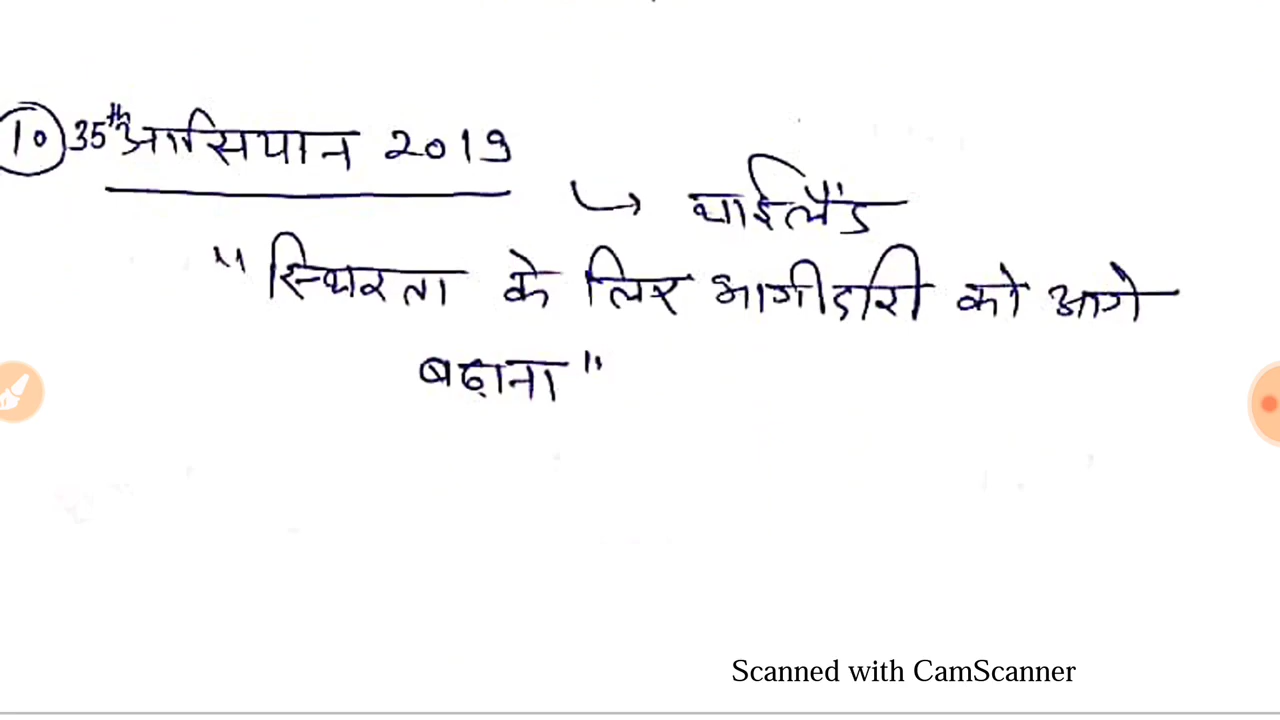 10 35th आसियान 2019
↳ थाईलैंड
"स्थिरता के लिए भागीदारी को आगे
बढ़ाना"
Scanned with CamScanner